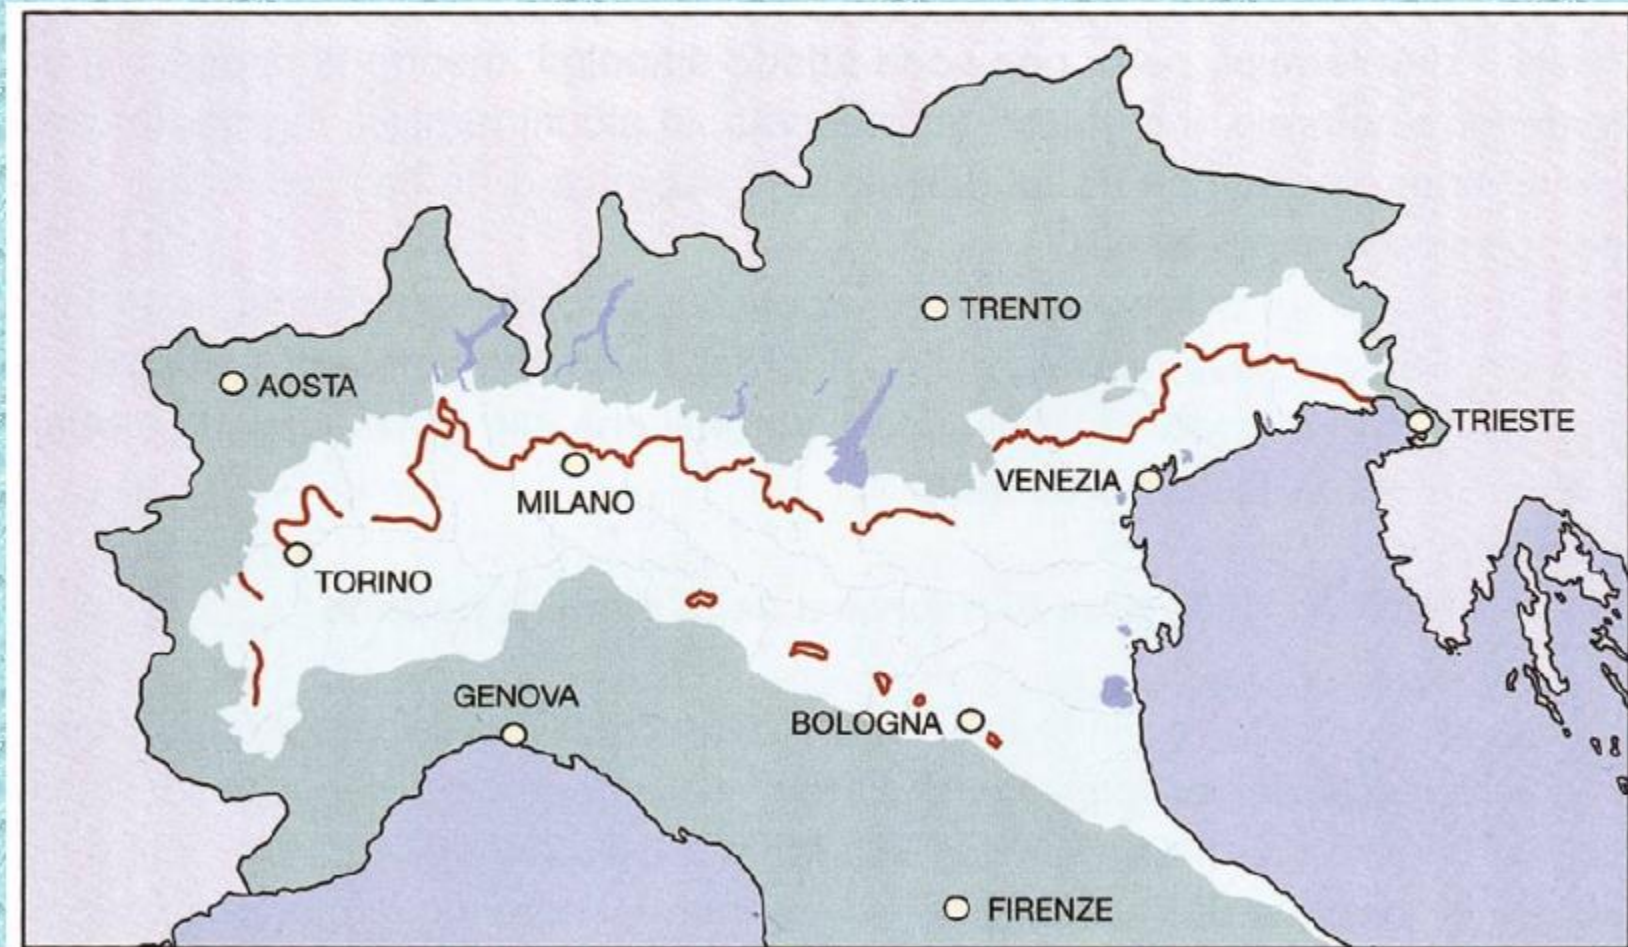 TRENTO
AOSTA
TRIESTE
VENEZIA
MILANO
TORINO
GENOVA
BOLOGNA
FIRENZE